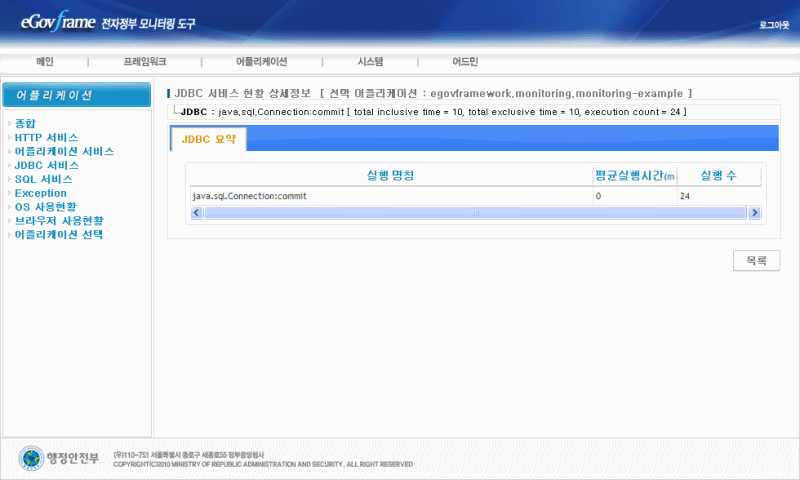 eGovframe 전자정부 모니터링 도구
로그아웃
메인 | 프레임워크 | 어플리케이션 | 시스템 | 어드민
어플리케이션
종합
HTTP 서비스
어플리케이션 서비스
JDBC 서비스
SQL 서비스
Exception
OS 사용현황
브라우저 사용현황
어플리케이션 선택
JDBC 서비스 현황 상세정보 [ 선택 어플리케이션 : egovframework.monitoring.monitoring-example ]
JDBC : java.sql.Connection:commit [ total inclusive time = 10, total exclusive time = 10, execution count = 24 ]
JDBC 요약
실행 명칭 평균실행시간(m 실행 수
java.sql.Connection:commit 0 24
목록
행정안전부
(우)110-751 서울특별시 종로구 세종로55 정부중앙청사
COPYRIGHT(C)2010 MINISTRY OF REPUBLIC ADMINISTRATION AND SECURITY. ALL RIGHT RESERVED